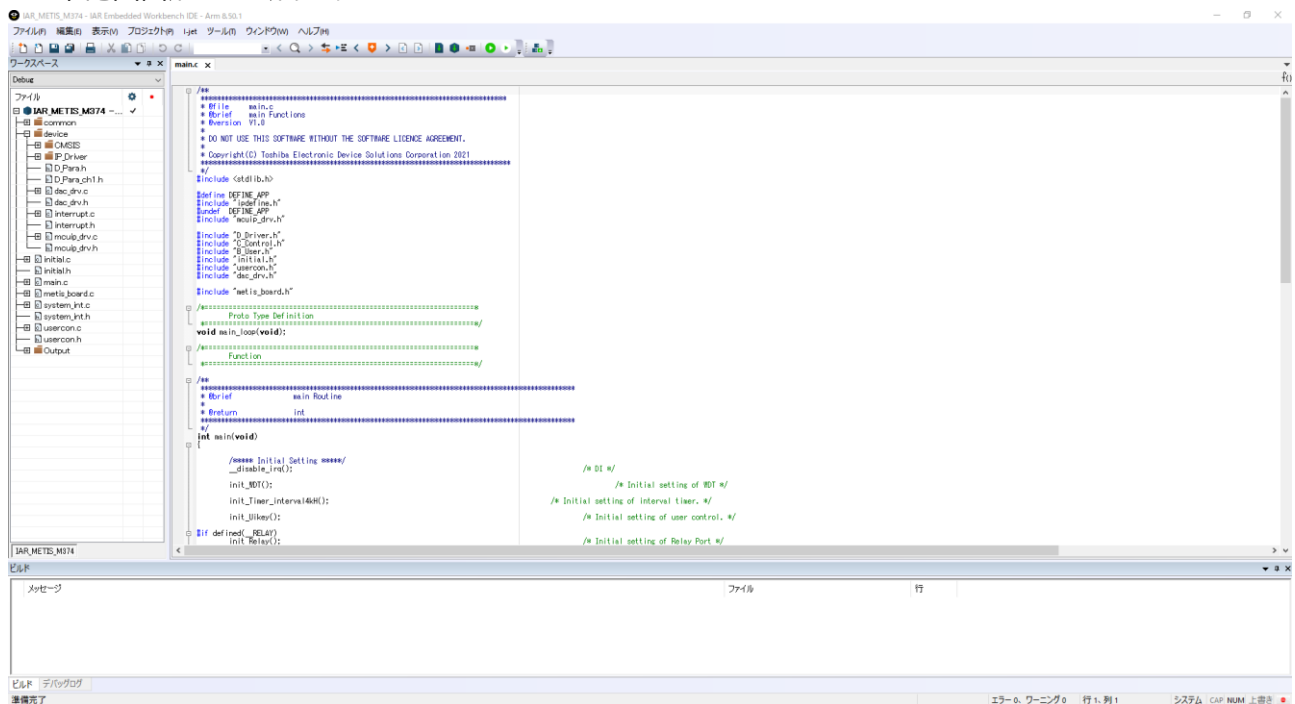 IAR_METIS_M374 - IAR Embedded Workbench IDE - Arm 8.50.1
ファイル(F) 編集(E) 表示(V) プロジェクト(P) I-jet ツール(T) ウィンドウ(W) ヘルプ(H)
ワークスペース
main.c
Debug
ファイル
IAR_METIS_M374 - ...
common
device
CMSIS
IP_Driver
D_Para.h
D_Para_ch1.h
dac_drv.c
dac_drv.h
interrupt.c
interrupt.h
mcuip_drv.c
mcuip_drv.h
initial.c
initial.h
main.c
metis_board.c
system_int.c
system_int.h
usercon.c
usercon.h
Output
IAR_METIS_M374
/**
* @file main.c
* @brief main Functions
* @version V1.0
*
* DO NOT USE THIS SOFTWARE WITHOUT THE SOFTWARE LICENCE AGREEMENT.
*
* Copyright(C) Toshiba Electronic Device Solutions Corporation 2021
*/
#include <stdlib.h>
#define DEFINE_APP
#include "ipdefine.h"
#undef DEFINE_APP
#include "mcuip_drv.h"
#include "D_Driver.h"
#include "C_Control.h"
#include "B_User.h"
#include "initial.h"
#include "usercon.h"
#include "dac_drv.h"
#include "metis_board.h"
Proto Type Definition
void main_loop(void);
Function
/**
* @brief main Routine
*
* @return int
*/
int main(void)
{
/***** Initial Setting *****/
__disable_irq(); /* DI */
init_WDT(); /* Initial setting of WDT */
init_Timer_interval4kH(); /* Initial setting of interval timer. */
init_Uikey(); /* Initial setting of user control. */
#if defined(__RELAY)
init_Relay(); /* Initial setting of Relay Port */
ビルド
メッセージ ファイル 行
ビルド デバッグログ
準備完了 エラー 0、ワーニング 0 行 1、列 1 システム CAP NUM 上書き